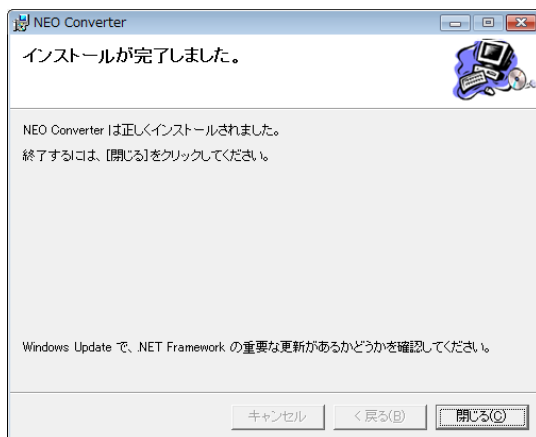 NEO Converter
インストールが完了しました。
NEO Converter は正しくインストールされました。
終了するには、[閉じる]をクリックしてください。
Windows Update で、.NET Framework の重要な更新があるかどうかを確認してください。
キャンセル
< 戻る(B)
閉じる(C)